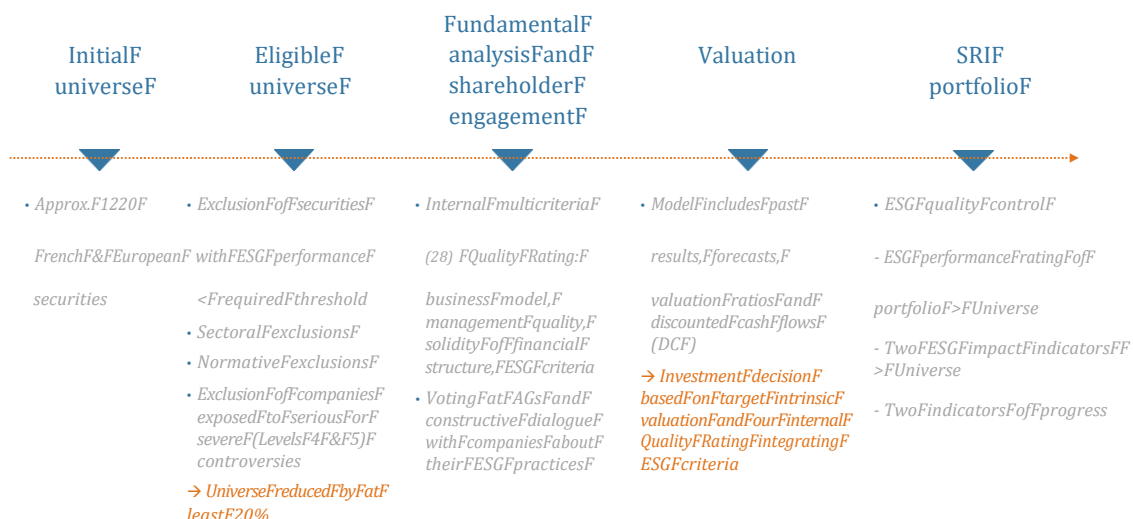 InitialF
universeF
EligibleF
universeF
FundamentalF
analysisFandF
shareholderF
engagementF
Valuation
SRIF
portfolioF
• Approx.F1220F
FrenchF&FEuropeanF
securities
• ExclusionFofFsecuritiesF
withFESGFperformanceF
<FrequiredFthreshold
• SectoralFexclusionsF
• NormativeFexclusionsF
• ExclusionFofFcompaniesF
exposedFtoFseriousForF
severeF(LevelsF4F&F5)F
controversies
→ UniverseFreducedFbyFatF
leastF20%
• InternalFmulticriteriaF
(28) FQualityFRating:F
businessFmodel,F
managementFquality,F
solidityFofFfinancialF
structure,FESGFcriteria
• VotingFatFAGsFandF
constructiveFdialogueF
withFcompaniesFaboutF
theirFESGFpracticesF
• ModelFincludesFpastF
results,Fforecasts,F
valuationFratiosFandF
discountedFcashFflowsF
(DCF)
→ InvestmentFdecisionF
basedFonFtargetFintrinsicF
valuationFandFourFinternalF
QualityFRatingFintegratingF
ESGFcriteria
• ESGFqualityFcontrolF
- ESGFperformanceFratingFofF
portfolioF>FUniverse
- TwoFESGFimpactFindicatorsFF
>FUniverse
- TwoFindicatorsFofFprogress